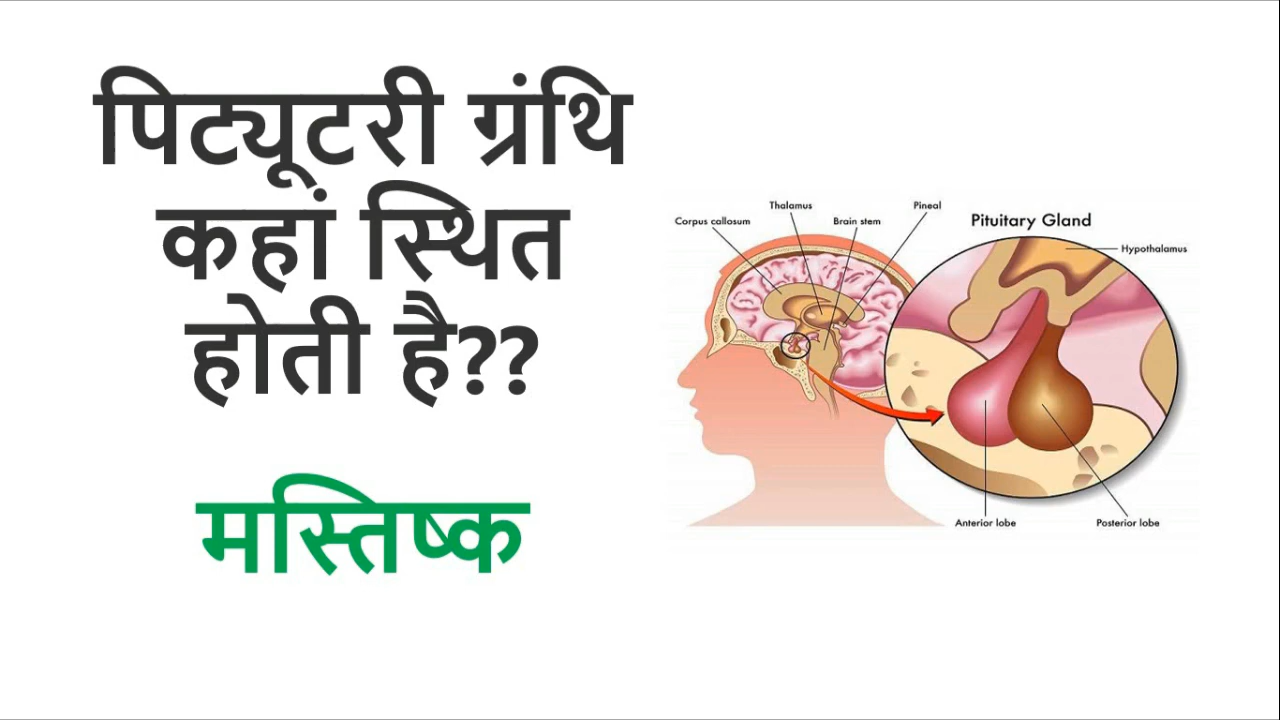 पिट्यूटरी ग्रंथि
कहां स्थित
होती है??
मस्तिष्क
Thalamus
Pineal
Corpus callosum
Brain stem
Pituitary Gland
Hypothalamus
Anterior lobe
Posterior lobe